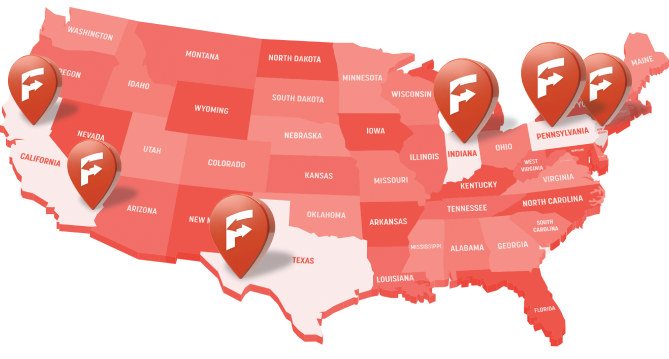 WASHINGTON
MONTANA
NORTH DAKOTA
MINNESOTA
MAINE
EGON
IDAHO
SOUTH DAKOTA
WISCONSIN
WYOMING
IOWA
NEBRASKA
NEVADA
UTAH
COLORADO
ILLINOIS
INDIANA
OHIO
PENNSYLVANIA
CALIFORNIA
KANSAS
MISSOURI
WEST
VIRGINIA
VIRGINIA
KENTUCKY
ARIZONA
NEW M
OKLAHOMA
ARKANSAS
TENNESSEE
NORTH CAROLINA
SOUTH
CAROLINA
MISSISSIPPI
ALABAMA
GEORGIA
TEXAS
LOUISIANA
FLORIDA